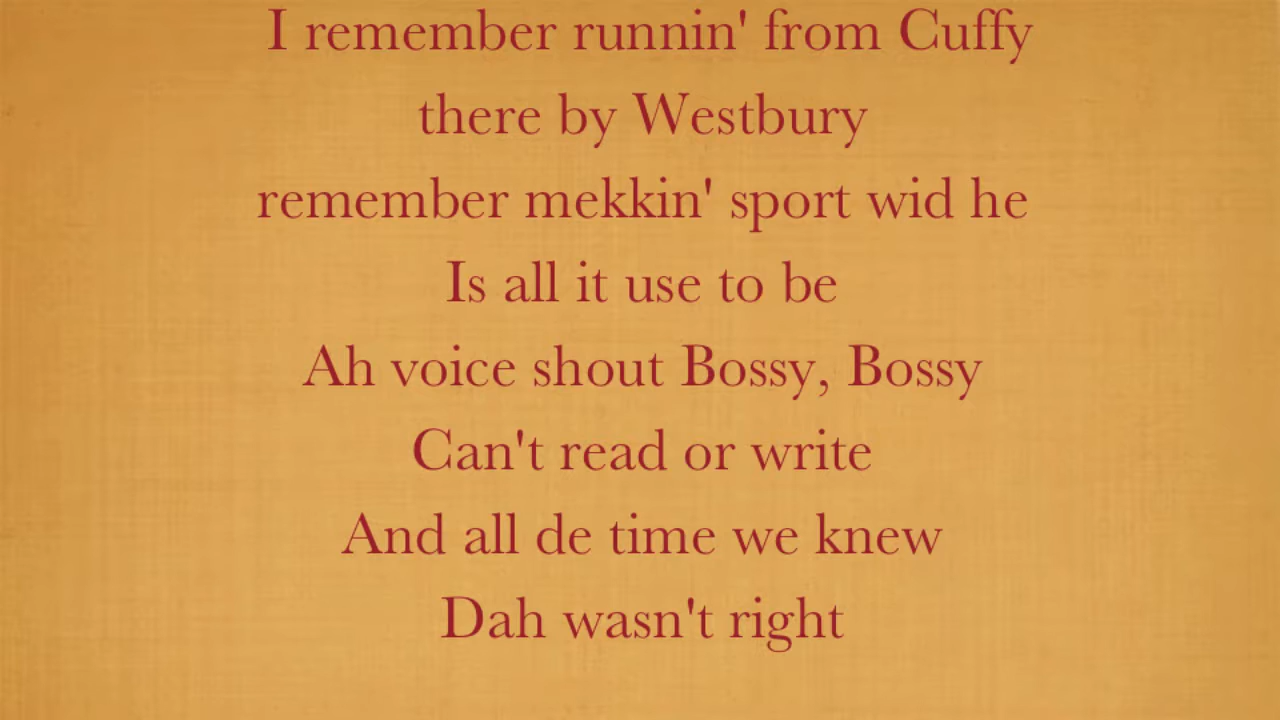 I remember runnin' from Cuffy
there by Westbury
remember mekkin' sport wid he
Is all it use to be
Ah voice shout Bossy, Bossy
Can't read or write
And all de time we knew
Dah wasn't right